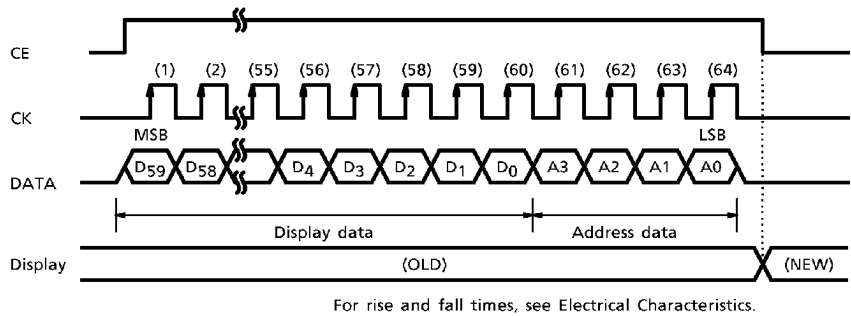 CE
(1) (2) (55) (56) (57) (58) (59) (60) (61) (62) (63) (64)
CK
MSB LSB
DATA D59 D58 D4 D3 D2 D1 D0 A3 A2 A1 A0
Display data Address data
Display (OLD) (NEW)
For rise and fall times, see Electrical Characteristics.